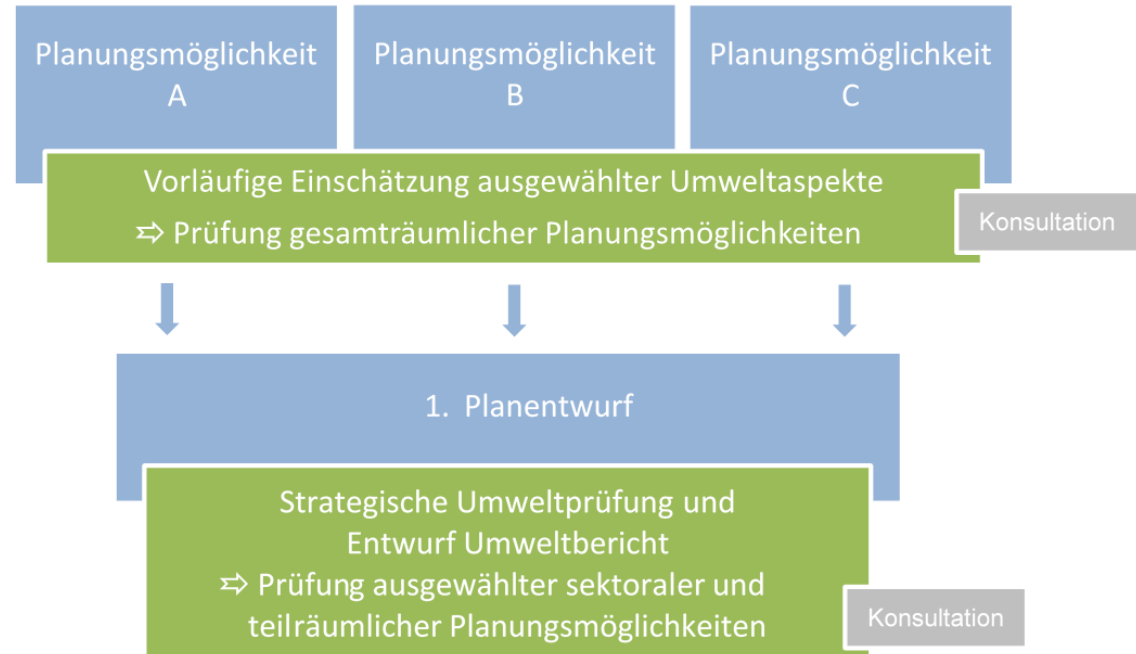 Planungsmöglichkeit
A
Planungsmöglichkeit
B
Planungsmöglichkeit
C
Vorläufige Einschätzung ausgewählter Umweltaspekte
⇨ Prüfung gesamträumlicher Planungsmöglichkeiten
Konsultation
1. Planentwurf
Strategische Umweltprüfung und
Entwurf Umweltbericht
⇨ Prüfung ausgewählter sektoraler und
teilräumlicher Planungsmöglichkeiten
Konsultation